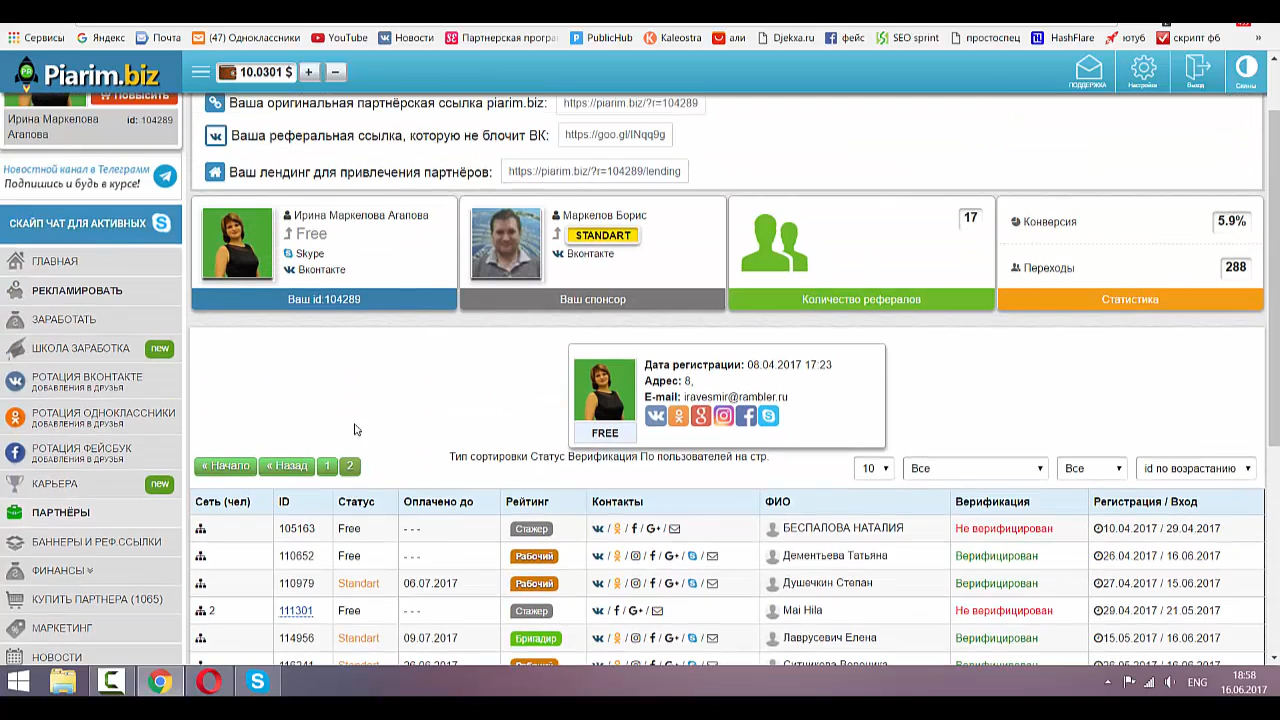 Сервисы
Яндекс
Почта
(47) Одноклассники
YouTube
Новости
Партнерская програ
PublicHub
Kaleostra
али
Djekxa.ru
фейс
SEO sprint
простоспец
HashFlare
ютуб
скрипт фб
»
Piarim.biz
10.0301 $
+
−
ПОДДЕРЖКА
Настройки
Выход
Скины
ПОВЫСИТЬ
Ирина Маркелова
Агапова
id: 104289
Новостной канал в Телеграмм
Подпишись и будь в курсе!
СКАЙП ЧАТ ДЛЯ АКТИВНЫХ
ГЛАВНАЯ
РЕКЛАМИРОВАТЬ
ЗАРАБОТАТЬ
ШКОЛА ЗАРАБОТКА new
РОТАЦИЯ ВКОНТАКТЕ
ДОБАВЛЕНИЯ В ДРУЗЬЯ
РОТАЦИЯ ОДНОКЛАССНИКИ
ДОБАВЛЕНИЯ В ДРУЗЬЯ
РОТАЦИЯ ФЕЙСБУК
ДОБАВЛЕНИЯ В ДРУЗЬЯ
КАРЬЕРА new
ПАРТНЁРЫ
БАННЕРЫ И РЕФ.ССЫЛКИ
ФИНАНСЫ
КУПИТЬ ПАРТНЕРА (1065)
МАРКЕТИНГ
НОВОСТИ
Ваша оригинальная партнёрская ссылка piarim.biz: https://piarim.biz/?r=104289
Ваша реферальная ссылка, которую не блочит ВК: https://goo.gl/INqq9g
Ваш лендинг для привлечения партнёров: https://piarim.biz/?r=104289/lending
Ирина Маркелова Агапова
Free
Skype
Вконтакте
Ваш id:104289
Маркелов Борис
STANDART
Вконтакте
Ваш спонсор
17
Количество рефералов
Конверсия 5.9%
Переходы 288
Статистика
Дата регистрации: 08.04.2017 17:23
Адрес: 8,
E-mail: iravesmir@rambler.ru
FREE
« Начало
« Назад
1
2
Тип сортировки Статус Верификация По пользователей на стр.
10
Все
Все
id по возрастанию
Сеть (чел) ID Статус Оплачено до Рейтинг Контакты ФИО Верификация Регистрация / Вход
105163 Free - - - Стажер / / / / БЕСПАЛОВА НАТАЛИЯ Не верифицирован 10.04.2017 / 29.04.2017
110652 Free - - - Рабочий / / / / / / Дементьева Татьяна Верифицирован 26.04.2017 / 16.06.2017
110979 Standart 06.07.2017 Рабочий / / / / / / Душечкин Степан Верифицирован 27.04.2017 / 15.06.2017
2 111301 Free - - - Стажер / / / Mai Hila Не верифицирован 29.04.2017 / 21.05.2017
114956 Standart 09.07.2017 Бригадир / / / / / / Лаврусевич Елена Верифицирован 15.05.2017 / 16.06.2017
ENG
18:58
16.06.2017